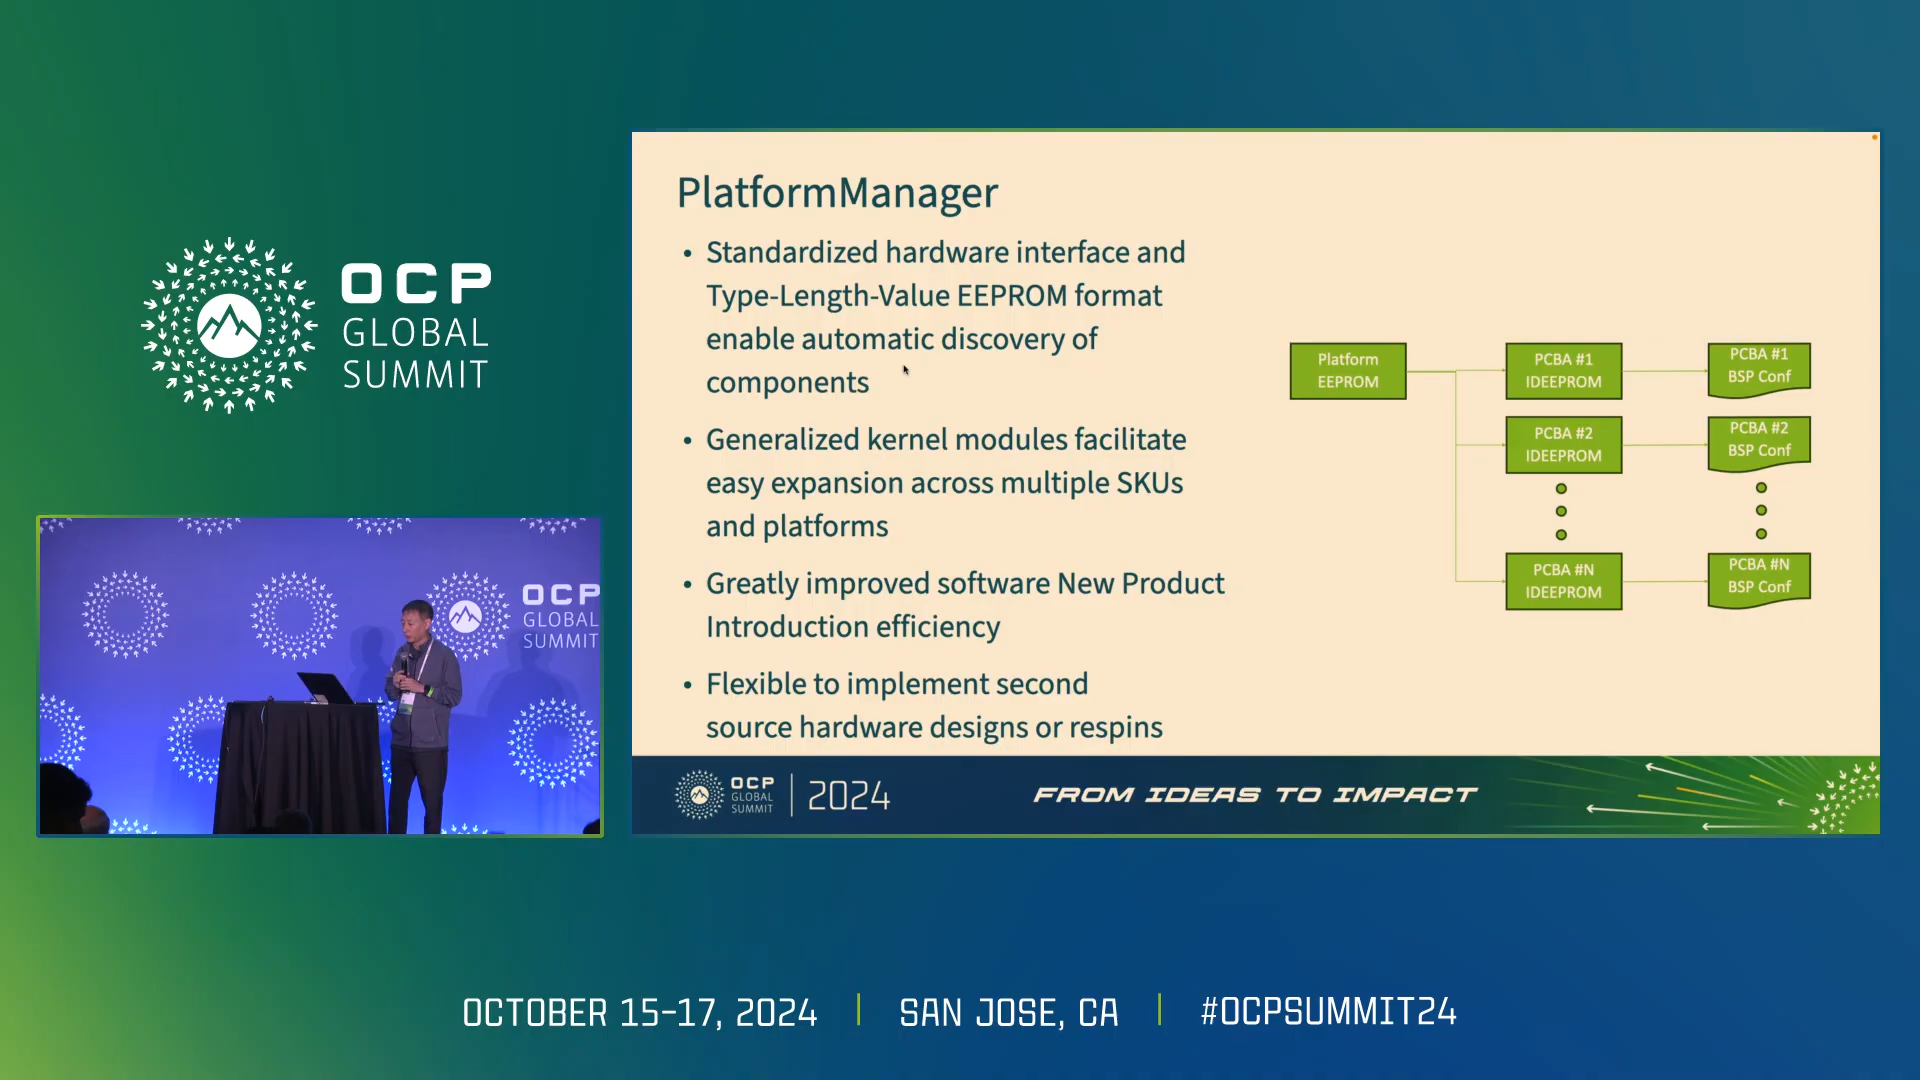 OCP
GLOBAL
SUMMIT
PlatformManager
• Standardized hardware interface and
Type-Length-Value EEPROM format
enable automatic discovery of
components
• Generalized kernel modules facilitate
easy expansion across multiple SKUs
and platforms
• Greatly improved software New Product
Introduction efficiency
• Flexible to implement second
source hardware designs or respins
Platform
EEPROM
PCBA #1
IDEEPROM
PCBA #1
BSP Conf
PCBA #2
IDEEPROM
PCBA #2
BSP Conf
PCBA #N
IDEEPROM
PCBA #N
BSP Conf
OCP
GLOBAL
SUMMIT
2024
FROM IDEAS TO IMPACT
OCP
GLOBAL
SUMMIT
OCTOBER 15-17, 2024 | SAN JOSE, CA | #OCPSUMMIT24